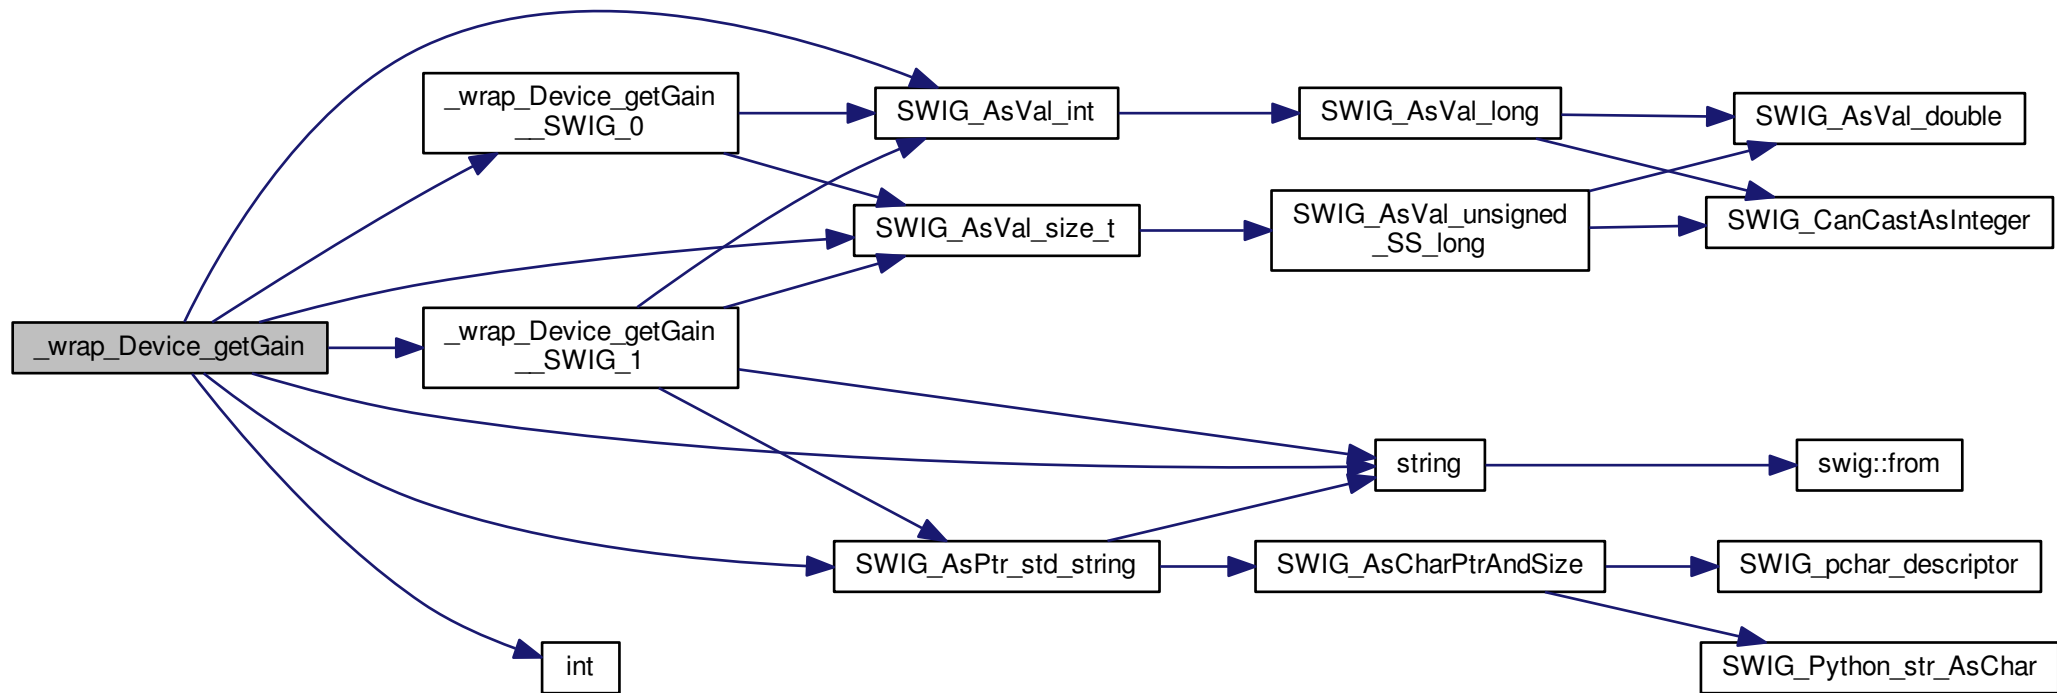 _wrap_Device_getGain
_wrap_Device_getGain
__SWIG_0
_wrap_Device_getGain
__SWIG_1
int
SWIG_AsVal_int
SWIG_AsVal_size_t
SWIG_AsPtr_std_string
SWIG_AsVal_long
SWIG_AsVal_unsigned
_SS_long
string
SWIG_AsCharPtrAndSize
SWIG_AsVal_double
SWIG_CanCastAsInteger
swig::from
SWIG_pchar_descriptor
SWIG_Python_str_AsChar